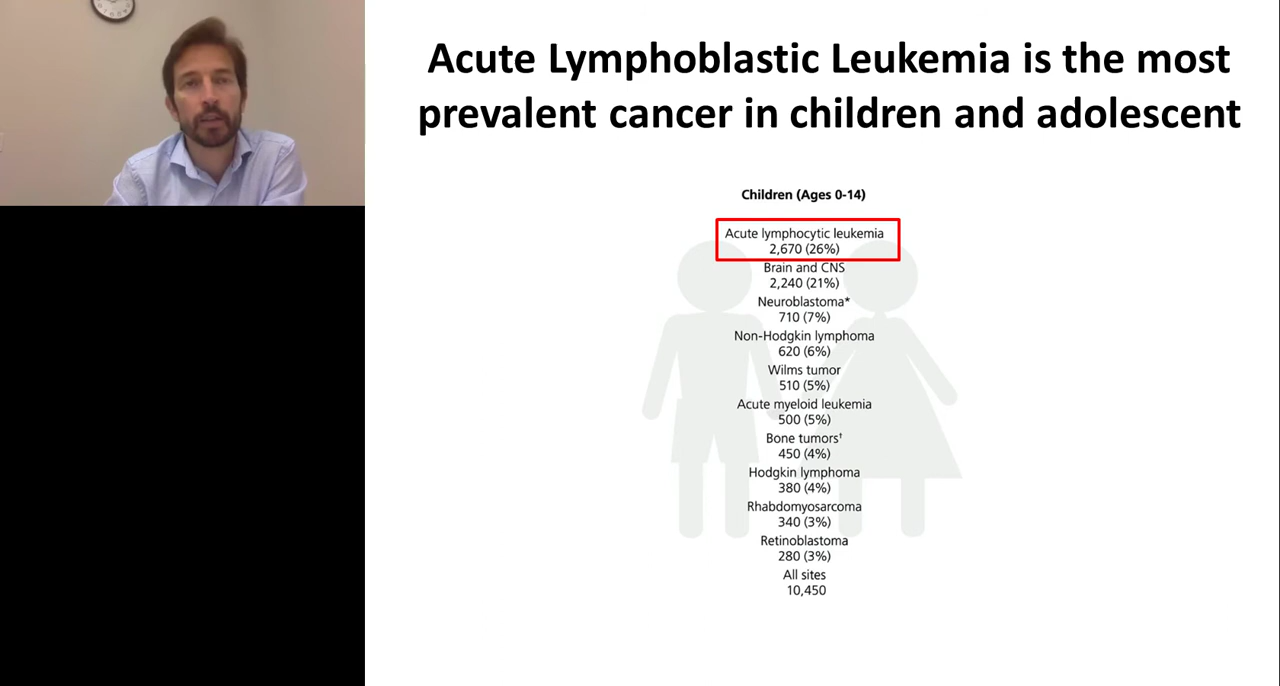 Acute Lymphoblastic Leukemia is the most
prevalent cancer in children and adolescent
Children (Ages 0-14)
Acute lymphocytic leukemia
2,670 (26%)
Brain and CNS
2,240 (21%)
Neuroblastoma*
710 (7%)
Non-Hodgkin lymphoma
620 (6%)
Wilms tumor
510 (5%)
Acute myeloid leukemia
500 (5%)
Bone tumors†
450 (4%)
Hodgkin lymphoma
380 (4%)
Rhabdomyosarcoma
340 (3%)
Retinoblastoma
280 (3%)
All sites
10,450